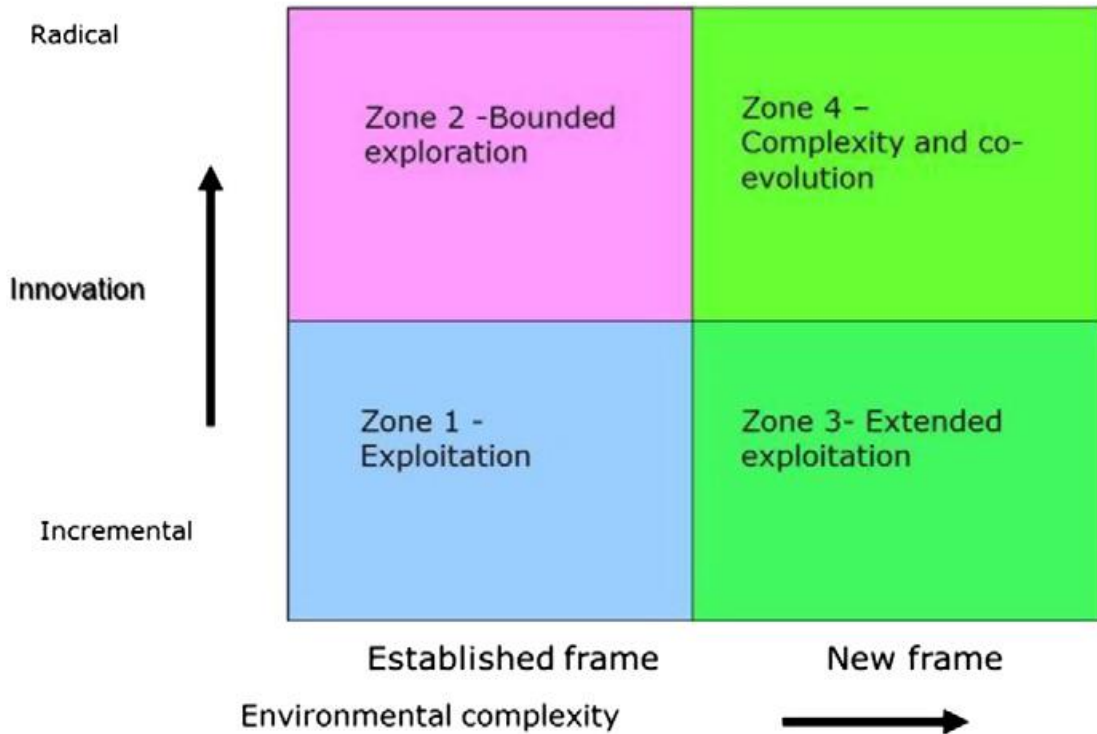 Radical
Zone 2 -Bounded
exploration
Zone 4 –
Complexity and co-
evolution
Innovation
Zone 1 -
Exploitation
Zone 3- Extended
exploitation
Incremental
Established frame
New frame
Environmental complexity